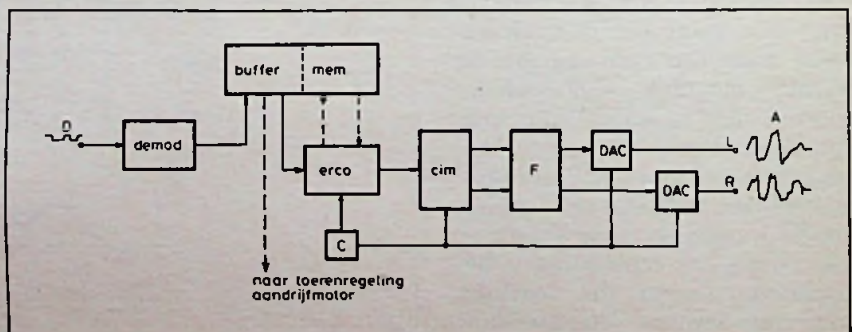 buffer mem
D
demod
erco
cim
F
DAC
L
A
DAC
R
C
naar toerenregeling
aandrijfmotor